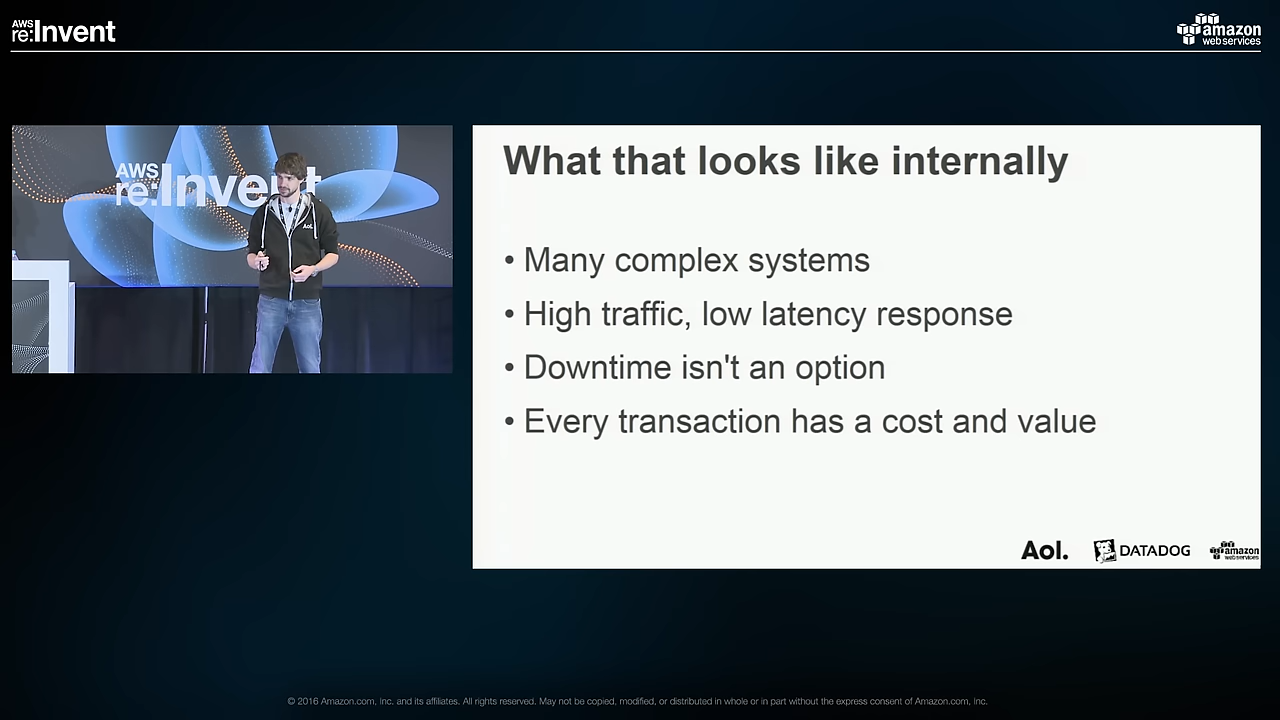 AWS
re:Invent
amazon
webservices
AWS
re:Invent
Aol.
What that looks like internally
• Many complex systems
• High traffic, low latency response
• Downtime isn't an option
• Every transaction has a cost and value
Aol.
DATADOG
amazon
webservices
© 2016 Amazon.com, Inc. and its affiliates. All rights reserved. May not be copied, modified, or distributed in whole or in part without the express consent of Amazon.com, Inc.